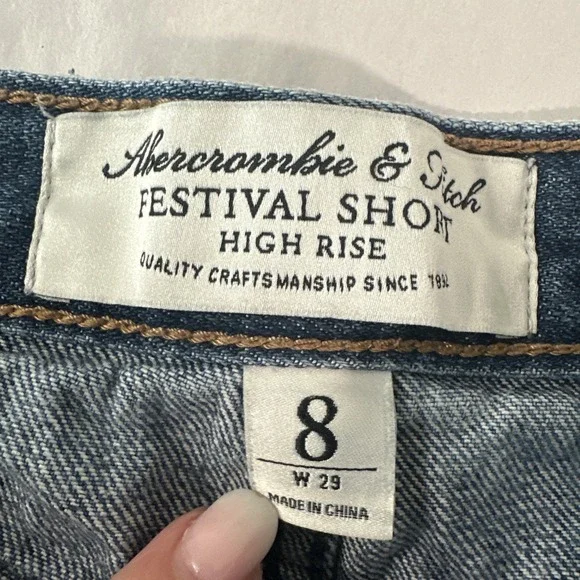 Abercrombie & Fitch
FESTIVAL SHORT
HIGH RISE
QUALITY CRAFTSMANSHIP SINCE 1892
8
W 29
MADE IN CHINA